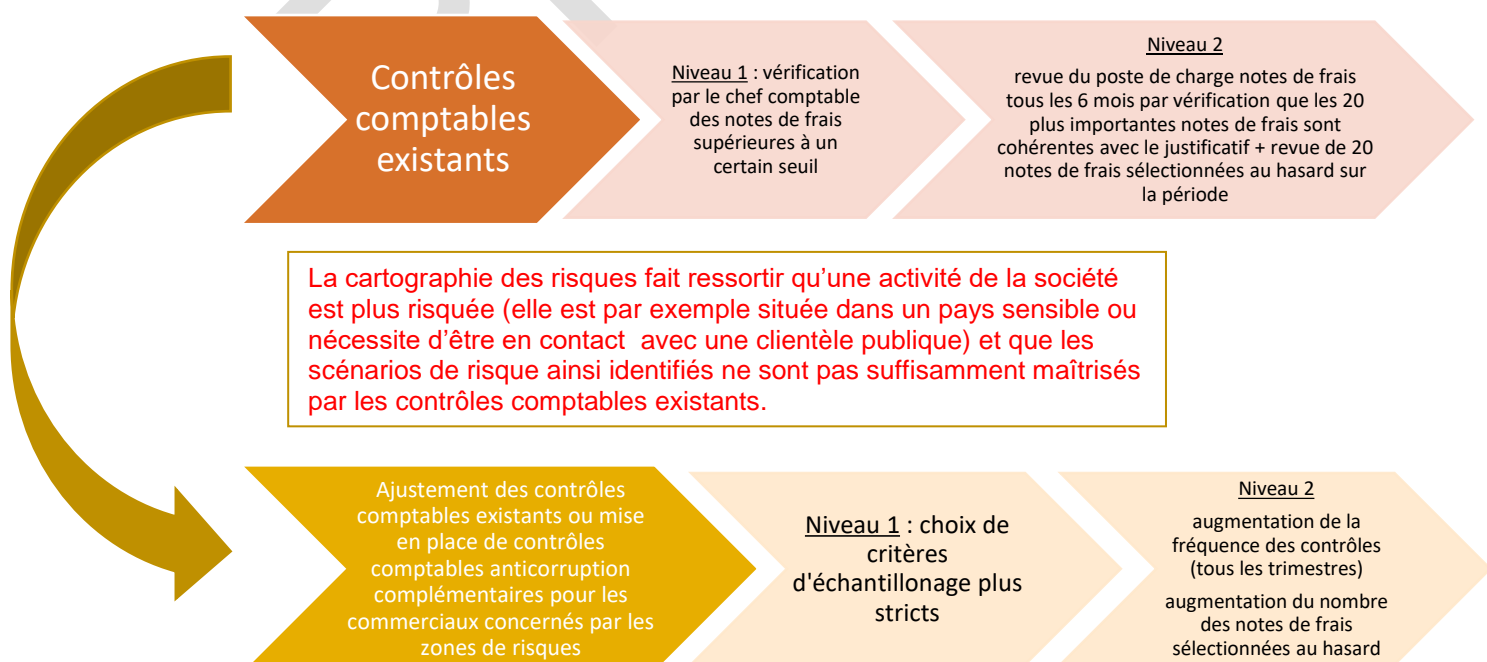 Contrôles
comptables
existants
Niveau 1 : vérification
par le chef comptable
des notes de frais
supérieures à un
certain seuil
Niveau 2
revue du poste de charge notes de frais
tous les 6 mois par vérification que les 20
plus importantes notes de frais sont
cohérentes avec le justificatif + revue de 20
notes de frais sélectionnées au hasard sur
la période
La cartographie des risques fait ressortir qu’une activité de la société
est plus risquée (elle est par exemple située dans un pays sensible ou
nécessite d’être en contact avec une clientèle publique) et que les
scénarios de risque ainsi identifiés ne sont pas suffisamment maîtrisés
par les contrôles comptables existants.
Ajustement des contrôles
comptables existants ou mise
en place de contrôles
comptables anticorruption
complémentaires pour les
commerciaux concernés par les
zones de risques
Niveau 1 : choix de
critères
d'échantillonage plus
stricts
Niveau 2
augmentation de la
fréquence des contrôles
(tous les trimestres)
augmentation du nombre
des notes de frais
sélectionnées au hasard